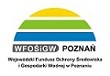 WFOŚiGW POZNAŃ
Wojewódzki Fundusz Ochrony Środowiska
i Gospodarki Wodnej w Poznaniu